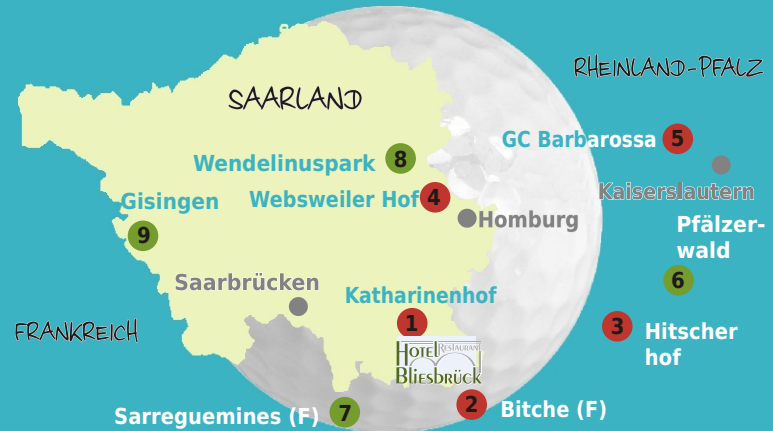 RHEINLAND-PFALZ
SAARLAND
GC Barbarossa 5
Wendelinuspark 8
Kaiserslautern
Gisingen
Websweiler Hof 4
Homburg
Pfälzer-
wald
9
6
Saarbrücken
Katharinenhof
1
FRANKREICH
3 Hitscher
hof
HOTEL RESTAURANT
BLIESBRÜCK
Sarreguemines (F) 7
2 Bitche (F)